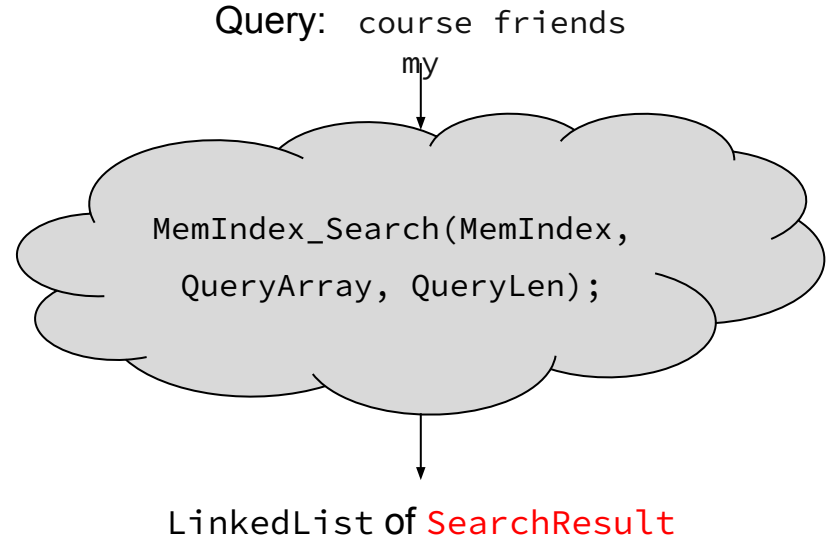 Query: course friends
my
MemIndex_Search(MemIndex,
QueryArray, QueryLen);
LinkedList of SearchResult